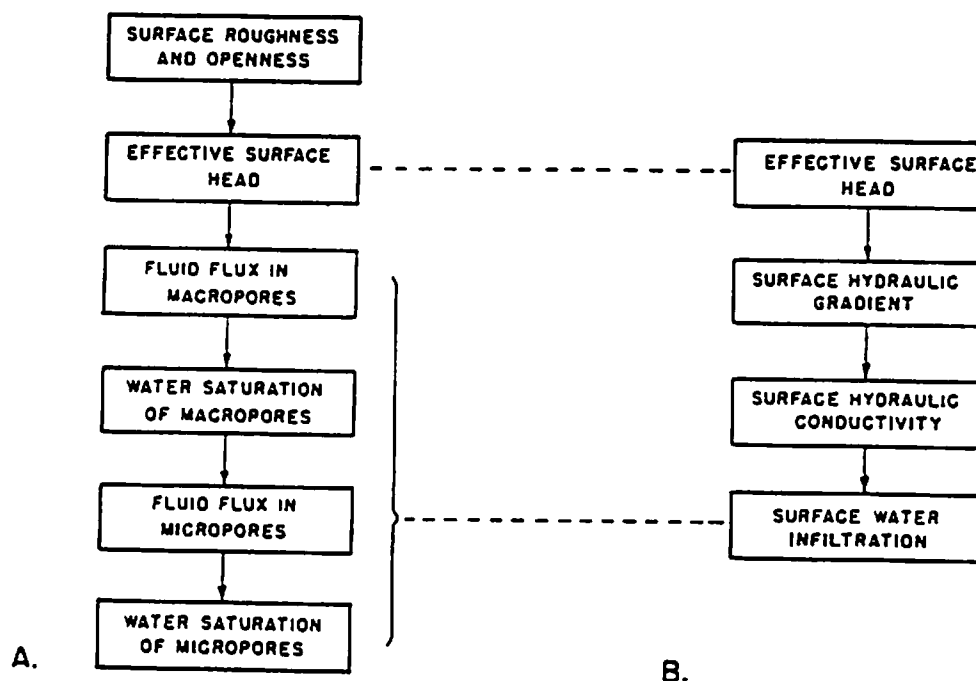 SURFACE ROUGHNESS
AND OPENNESS
EFFECTIVE SURFACE
HEAD
FLUID FLUX IN
MACROPORES
WATER SATURATION
OF MACROPORES
FLUID FLUX IN
MICROPORES
WATER SATURATION
OF MICROPORES
A.
EFFECTIVE SURFACE
HEAD
SURFACE HYDRAULIC
GRADIENT
SURFACE HYDRAULIC
CONDUCTIVITY
SURFACE WATER
INFILTRATION
B.